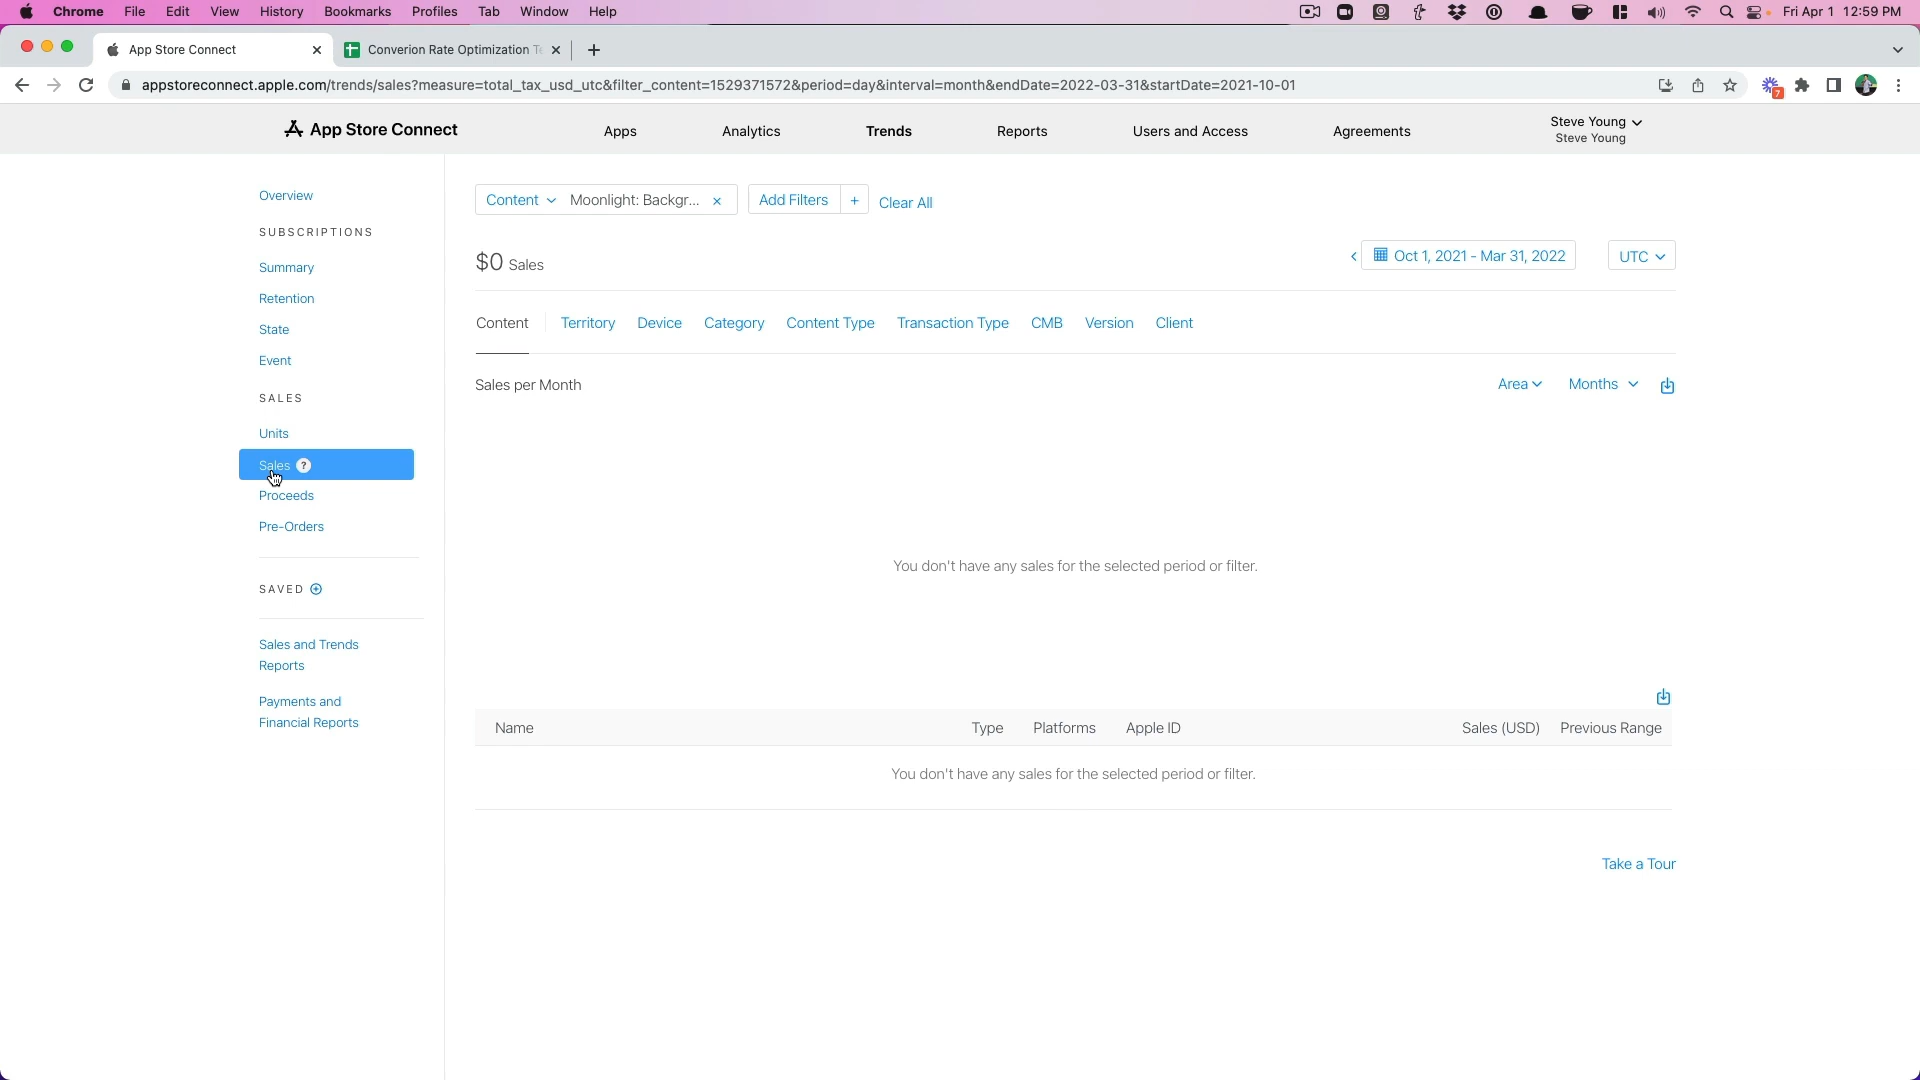 Chrome File Edit View History Bookmarks Profiles Tab Window Help Fri Apr 1 12:59 PM
App Store Connect Converion Rate Optimization
appstoreconnect.apple.com/trends/sales?measure=total_tax_usd_utc&filter_content=1529371572&period=day&interval=month&endDate=2022-03-31&startDate=2021-10-01 7
App Store Connect Apps Analytics Trends Reports Users and Access Agreements Steve Young
Steve Young
Overview
SUBSCRIPTIONS
Summary
Retention
State
Event
SALES
Units
Sales ?
Proceeds
Pre-Orders
SAVED
Sales and Trends
Reports
Payments and
Financial Reports
Content Moonlight: Backgr... × Add Filters + Clear All
$0 Sales Oct 1, 2021 - Mar 31, 2022 UTC
Content Territory Device Category Content Type Transaction Type CMB Version Client
Sales per Month Area Months
You don't have any sales for the selected period or filter.
Name Type Platforms Apple ID Sales (USD) Previous Range
You don't have any sales for the selected period or filter.
Take a Tour